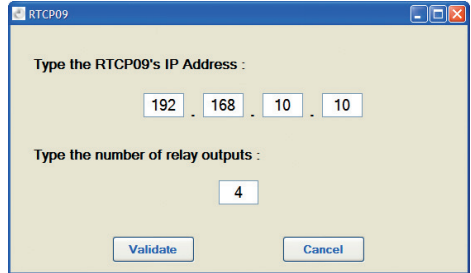 RTCP09
Type the RTCP09's IP Address :
192 . 168 . 10 . 10
Type the number of relay outputs :
4
Validate Cancel